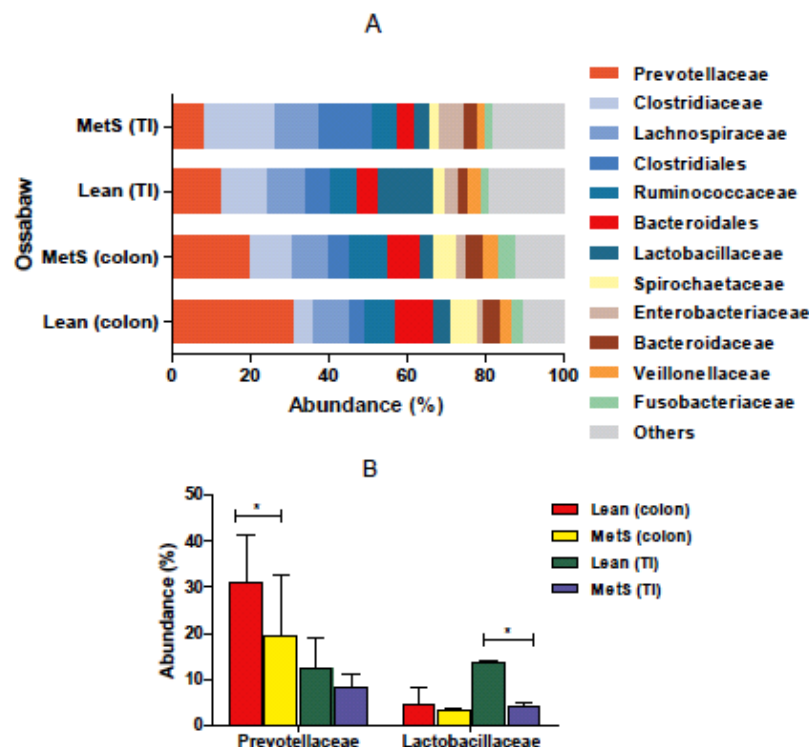 A
Ossabaw
MetS (TI)
Lean (TI)
MetS (colon)
Lean (colon)
0 20 40 60 80 100
Abundance (%)
Prevotellaceae
Clostridiaceae
Lachnospiraceae
Clostridiales
Ruminococcaceae
Bacteroidales
Lactobacillaceae
Spirochaetaceae
Enterobacteriaceae
Bacteroidaceae
Veillonellaceae
Fusobacteriaceae
Others
B
Abundance (%)
50
40
30
20
10
0
*
*
Prevotellaceae Lactobacillaceae
Lean (colon)
MetS (colon)
Lean (TI)
MetS (TI)